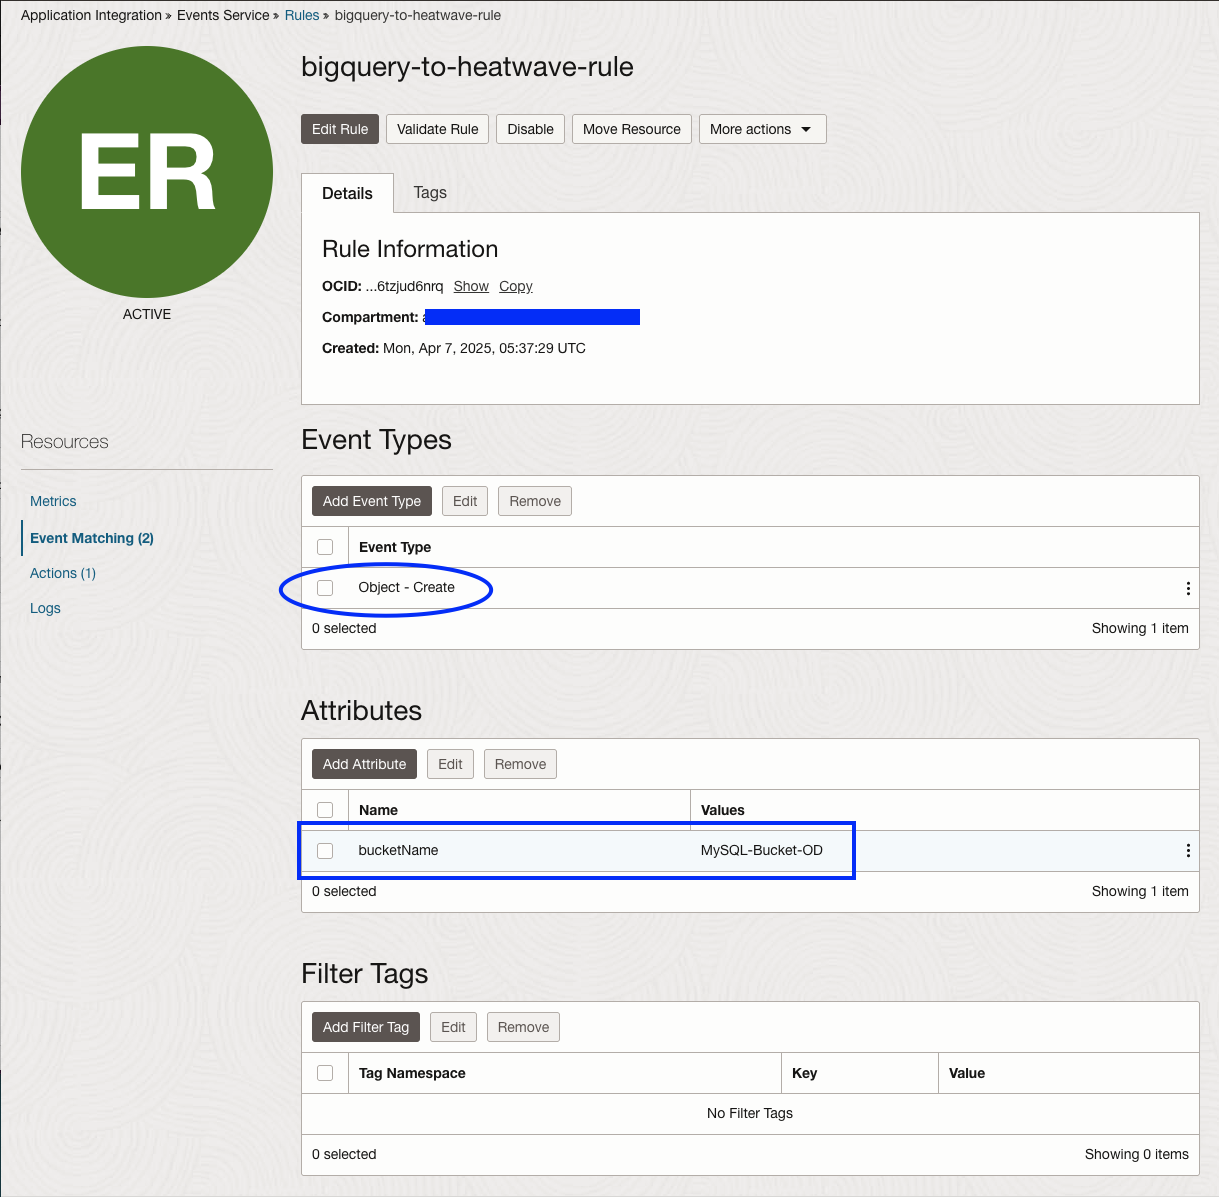 Application Integration » Events Service » Rules » bigquery-to-heatwave-rule
ER
ACTIVE
bigquery-to-heatwave-rule
Edit Rule Validate Rule Disable Move Resource More actions
Details Tags
Rule Information
OCID: ...6tzjud6nrq Show Copy
Compartment:
Created: Mon, Apr 7, 2025, 05:37:29 UTC
Resources
Metrics
Event Matching (2)
Actions (1)
Logs
Event Types
Add Event Type Edit Remove
Event Type
Object - Create
0 selected Showing 1 item
Attributes
Add Attribute Edit Remove
Name Values
bucketName MySQL-Bucket-OD
0 selected Showing 1 item
Filter Tags
Add Filter Tag Edit Remove
Tag Namespace Key Value
No Filter Tags
0 selected Showing 0 items